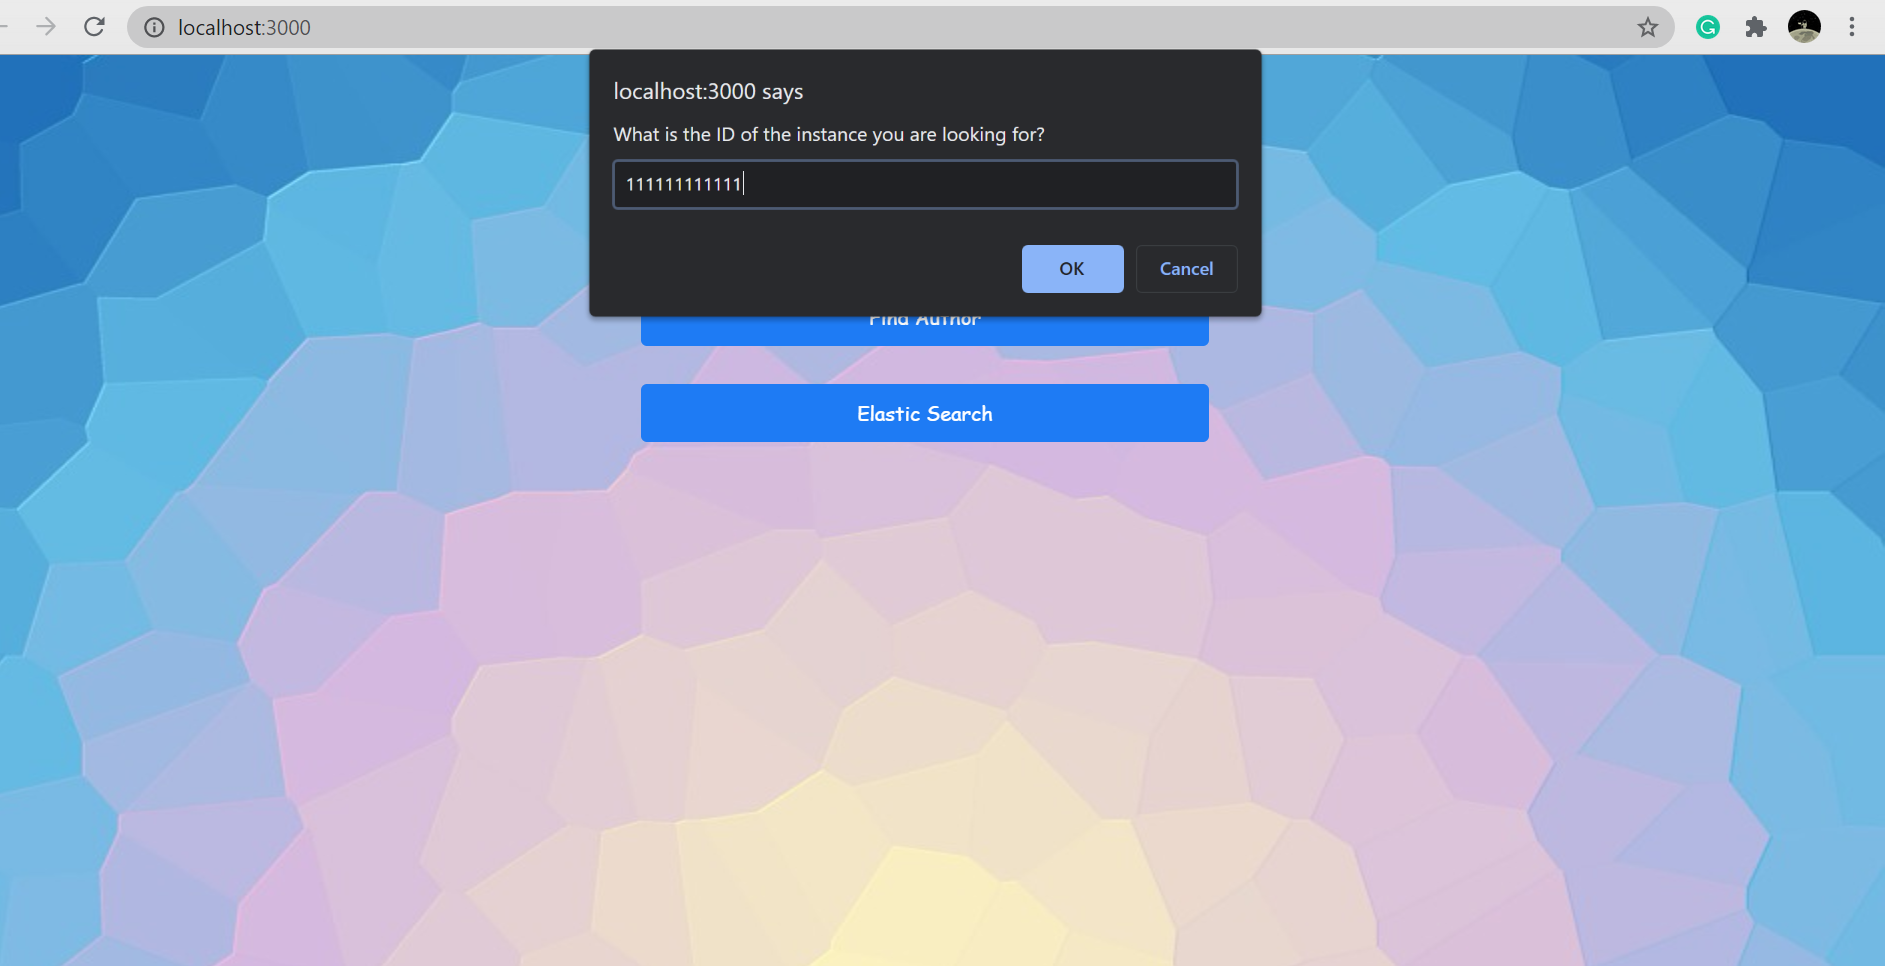 localhost:3000
localhost:3000 says
What is the ID of the instance you are looking for?
111111111111
OK
Cancel
Find Author
Elastic Search